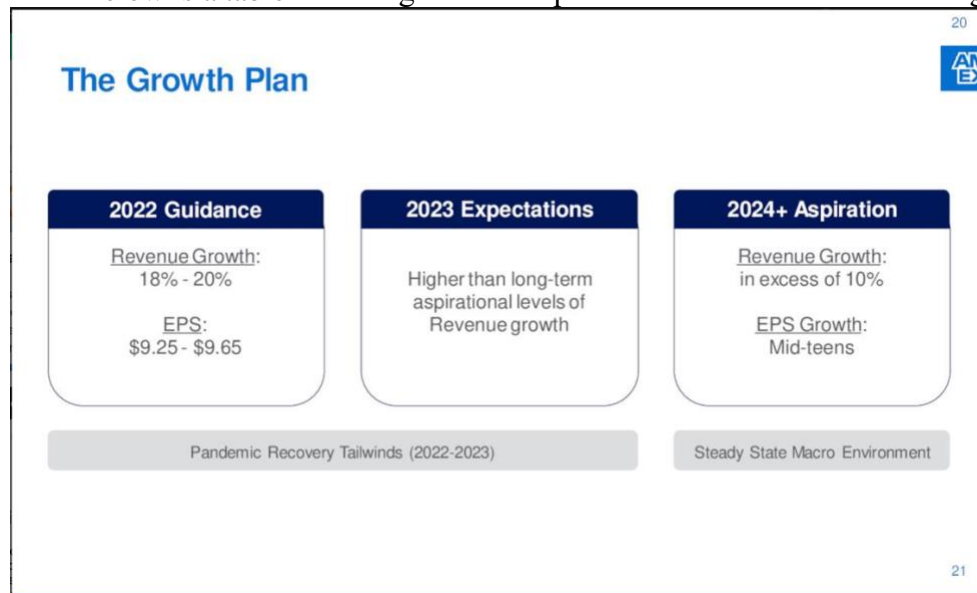 20
The Growth Plan
AM
EX
2022 Guidance
Revenue Growth:
18% - 20%
EPS:
$9.25 - $9.65
2023 Expectations
Higher than long-term
aspirational levels of
Revenue growth
2024+ Aspiration
Revenue Growth:
in excess of 10%
EPS Growth:
Mid-teens
Pandemic Recovery Tailwinds (2022-2023)
Steady State Macro Environment
21